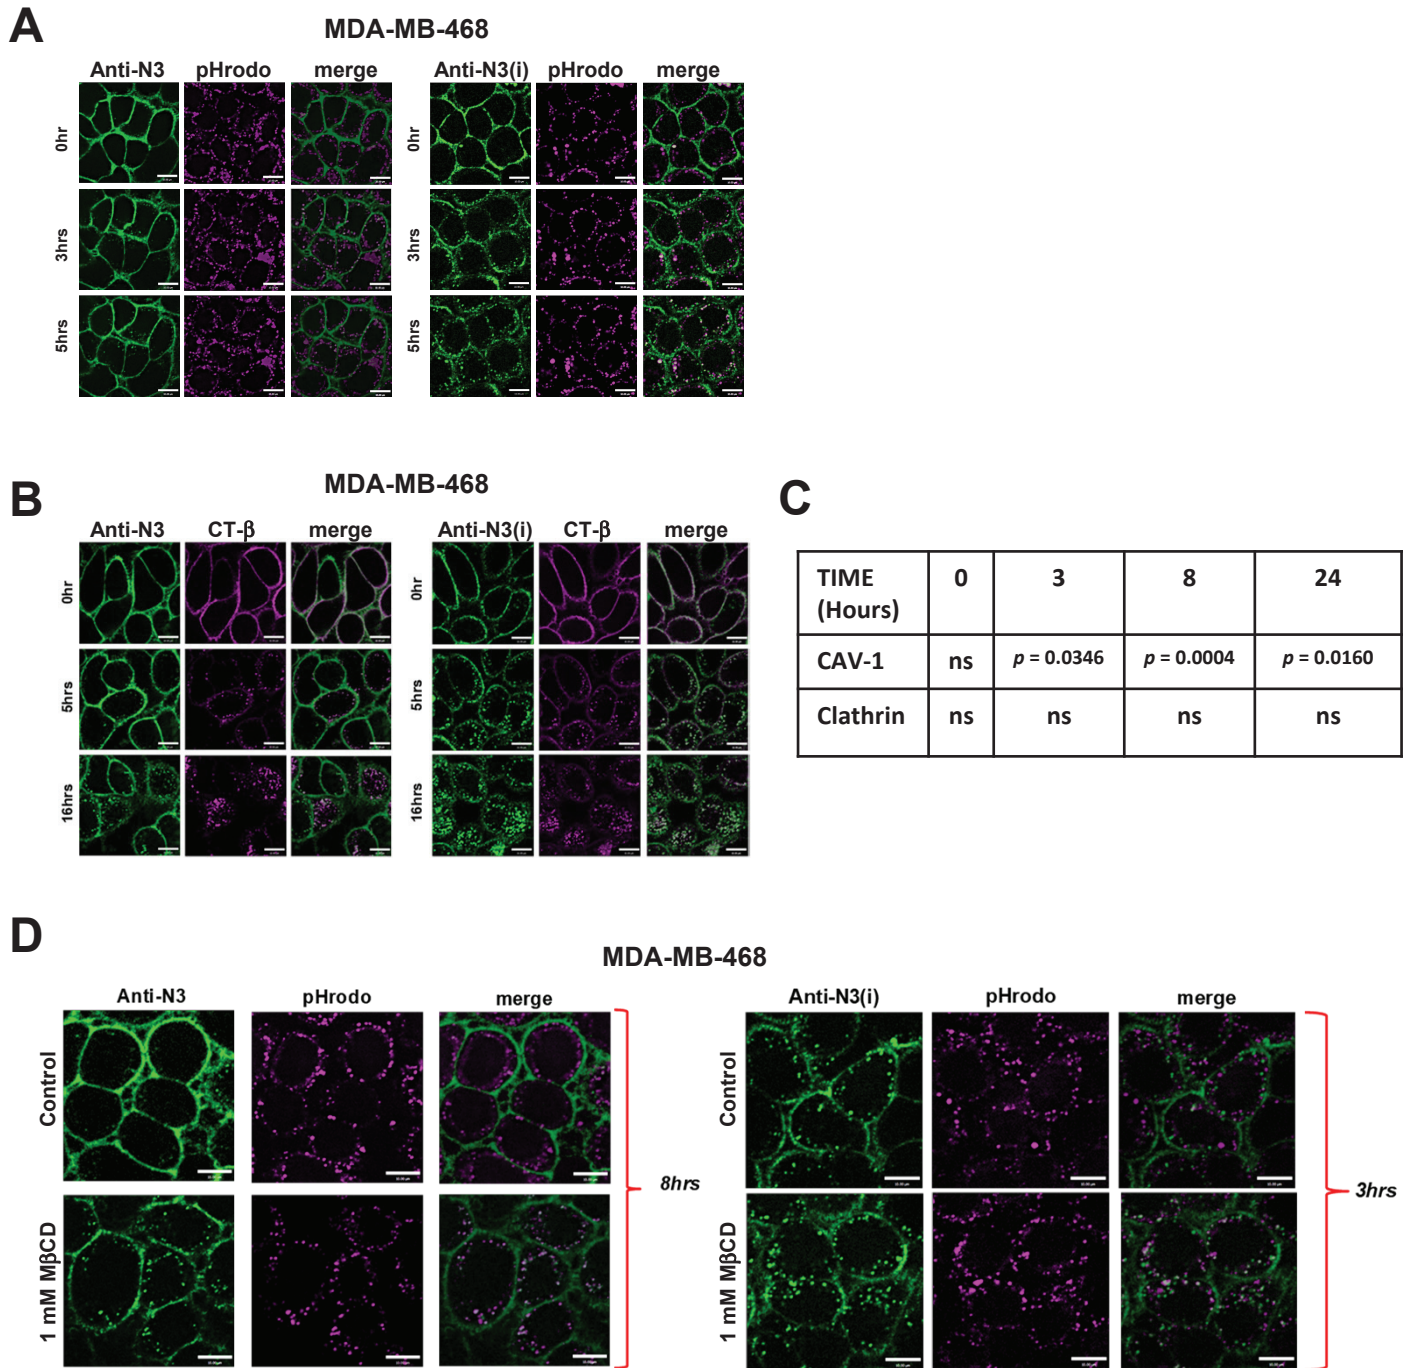 A
MDA-MB-468
Anti-N3 pHrodo merge Anti-N3(i) pHrodo merge
0hr 0hr
3hrs 3hrs
5hrs 5hrs
B
MDA-MB-468
Anti-N3 CT-β merge Anti-N3(i) CT-β merge
0hr 0hr
5hrs 5hrs
16hrs 16hrs
C
TIME (Hours) 0 3 8 24
CAV-1 ns p = 0.0346 p = 0.0004 p = 0.0160
Clathrin ns ns ns ns
D
MDA-MB-468
Anti-N3 pHrodo merge Anti-N3(i) pHrodo merge
Control
8hrs
1 mM MβCD
Control
3hrs
1 mM MβCD